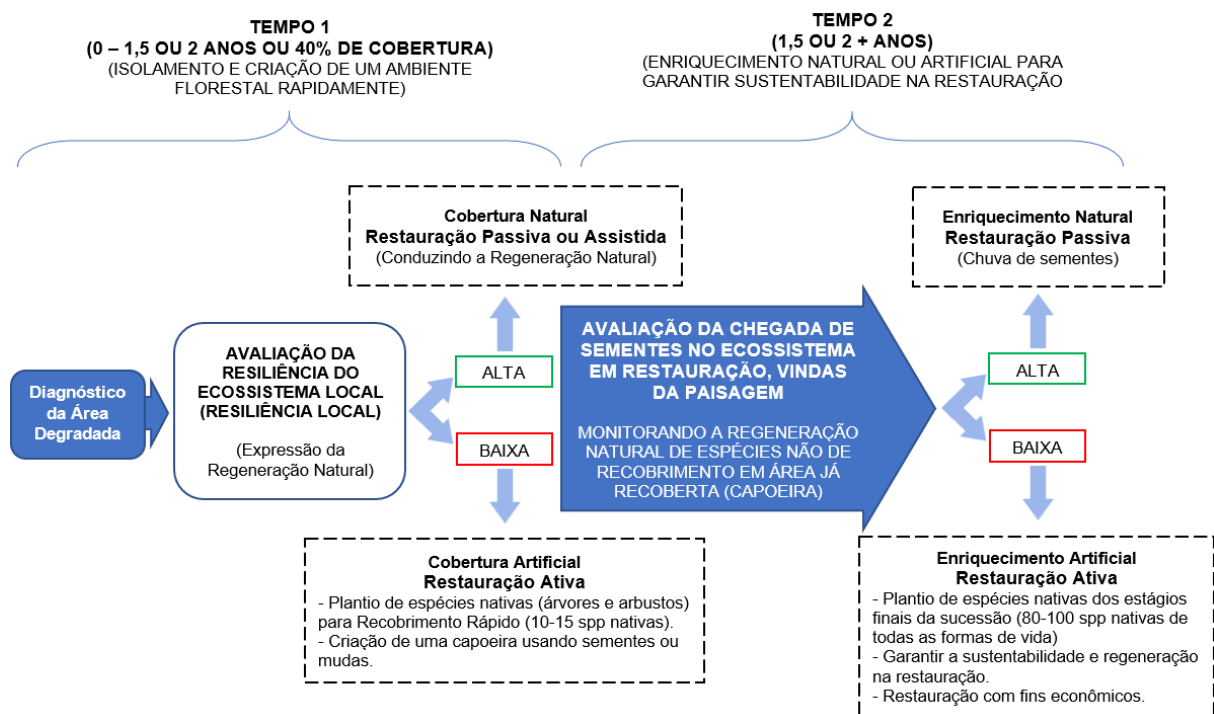 TEMPO 1
(0 – 1,5 OU 2 ANOS OU 40% DE COBERTURA)
(ISOLAMENTO E CRIAÇÃO DE UM AMBIENTE
FLORESTAL RAPIDAMENTE)
TEMPO 2
(1,5 OU 2 + ANOS)
(ENRIQUECIMENTO NATURAL OU ARTIFICIAL PARA
GARANTIR SUSTENTABILIDADE NA RESTAURAÇÃO
Diagnóstico
da Área
Degradada
AVALIAÇÃO DA
RESILIÊNCIA DO
ECOSSISTEMA LOCAL
(RESILIÊNCIA LOCAL)
(Expressão da
Regeneração Natural)
Cobertura Natural
Restauração Passiva ou Assistida
(Conduzindo a Regeneração Natural)
ALTA
BAIXA
Cobertura Artificial
Restauração Ativa
- Plantio de espécies nativas (árvores e arbustos)
para Recobrimento Rápido (10-15 spp nativas).
- Criação de uma capoeira usando sementes ou
mudas.
AVALIAÇÃO DA CHEGADA DE
SEMENTES NO ECOSSISTEMA
EM RESTAURAÇÃO, VINDAS
DA PAISAGEM
MONITORANDO A REGENERAÇÃO
NATURAL DE ESPÉCIES NÃO DE
RECOBRIMENTO EM ÁREA JÁ
RECOBERTA (CAPOEIRA)
Enriquecimento Natural
Restauração Passiva
(Chuva de sementes)
ALTA
BAIXA
Enriquecimento Artificial
Restauração Ativa
- Plantio de espécies nativas dos estágios
finais da sucessão (80-100 spp nativas de
todas as formas de vida)
- Garantir a sustentabilidade e regeneração
na restauração.
- Restauração com fins econômicos.